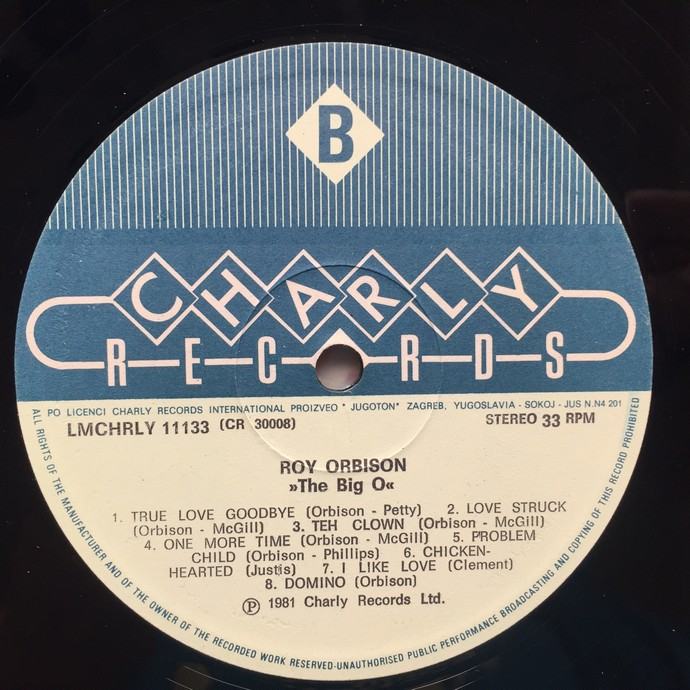 B
CHARLY
RECORDS
PO LICENCI CHARLY RECORDS INTERNATIONAL PROIZVEO "JUGOTON" ZAGREB, YUGOSLAVIA - SOKOJ - JUS N.N4 201
LMCHRLY 11133 (CR 30008)
STEREO 33 RPM
ROY ORBISON
»The Big O«
1. TRUE LOVE GOODBYE (Orbison - Petty) 2. LOVE STRUCK
(Orbison - McGill) 3. TEH CLOWN (Orbison - McGill)
4. ONE MORE TIME (Orbison - McGill) 5. PROBLEM
CHILD (Orbison - Phillips) 6. CHICKEN-
HEARTED (Justis) 7. I LIKE LOVE (Clement)
8. DOMINO (Orbison)
Ⓟ 1981 Charly Records Ltd.
ALL RIGHTS OF THE MANUFACTURER AND OF THE OWNER OF THE RECORDED WORK RESERVED-UNAUTHORISED PUBLIC PERFORMANCE BROADCASTING AND COPYING OF THIS RECORD PROHIBITED